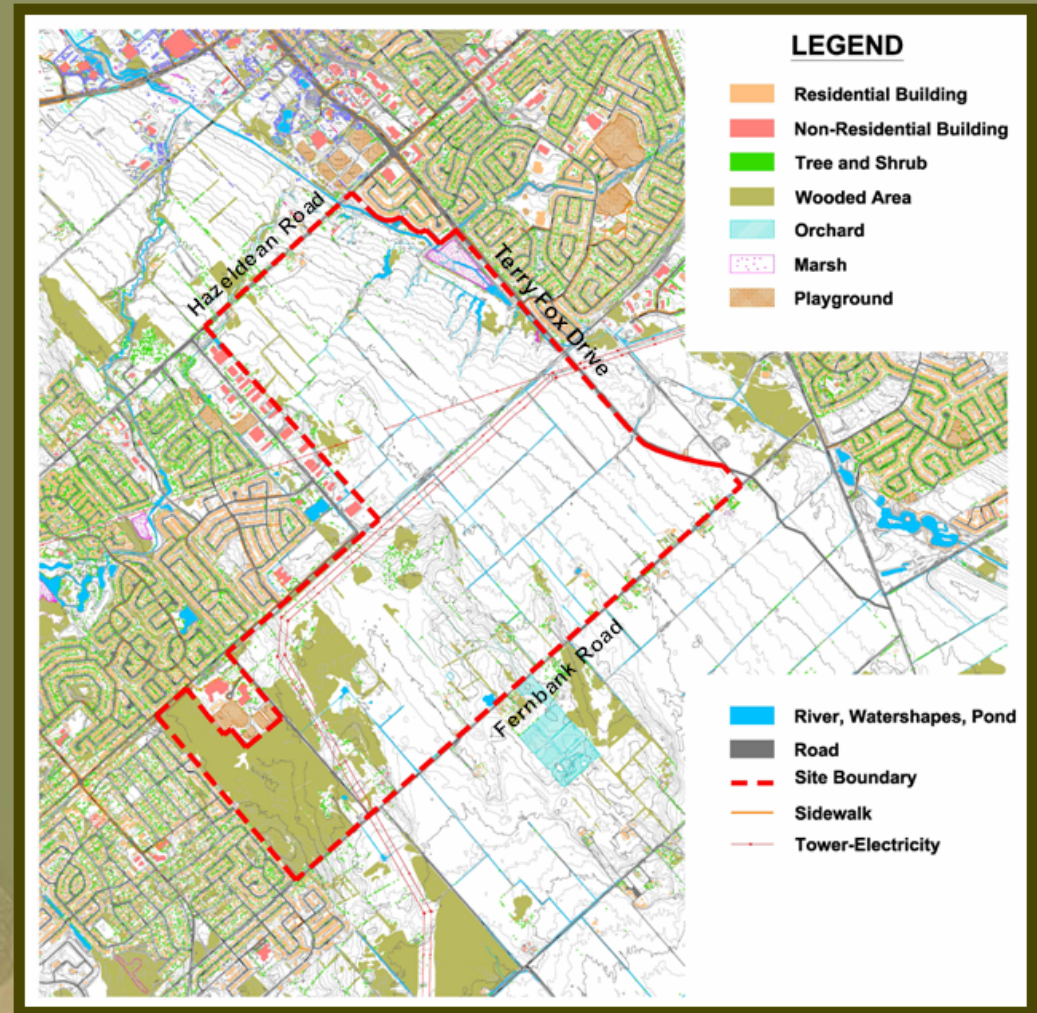 LEGEND
Residential Building
Non-Residential Building
Tree and Shrub
Wooded Area
Orchard
Marsh
Playground
Hazeldean Road
Terry Fox Drive
Fernbank Road
River, Watershapes, Pond
Road
Site Boundary
Sidewalk
Tower-Electricity